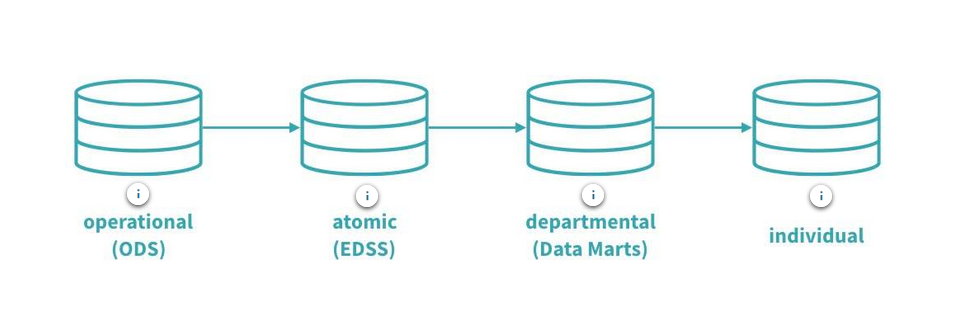 i
i
i
i
operational
(ODS)
atomic
(EDSS)
departmental
(Data Marts)
individual